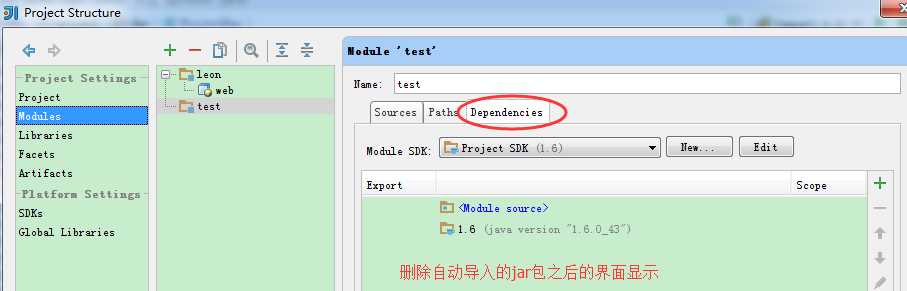 Project Structure
Project Settings
Project
Modules
Libraries
Facets
Artifacts
Platform Settings
SDKs
Global Libraries
leon
web
test
Module 'test'
Name: test
Sources Paths Dependencies
Module SDK: Project SDK (1.6) New... Edit
Export Scope
<Module source>
1.6 (java version "1.6.0_43")
删除自动导入的jar包之后的界面显示